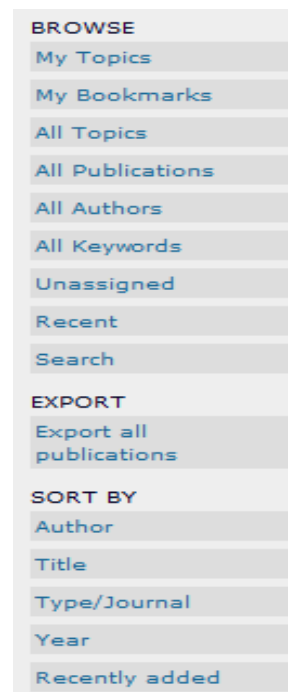 BROWSE
My Topics
My Bookmarks
All Topics
All Publications
All Authors
All Keywords
Unassigned
Recent
Search
EXPORT
Export all
publications
SORT BY
Author
Title
Type/Journal
Year
Recently added